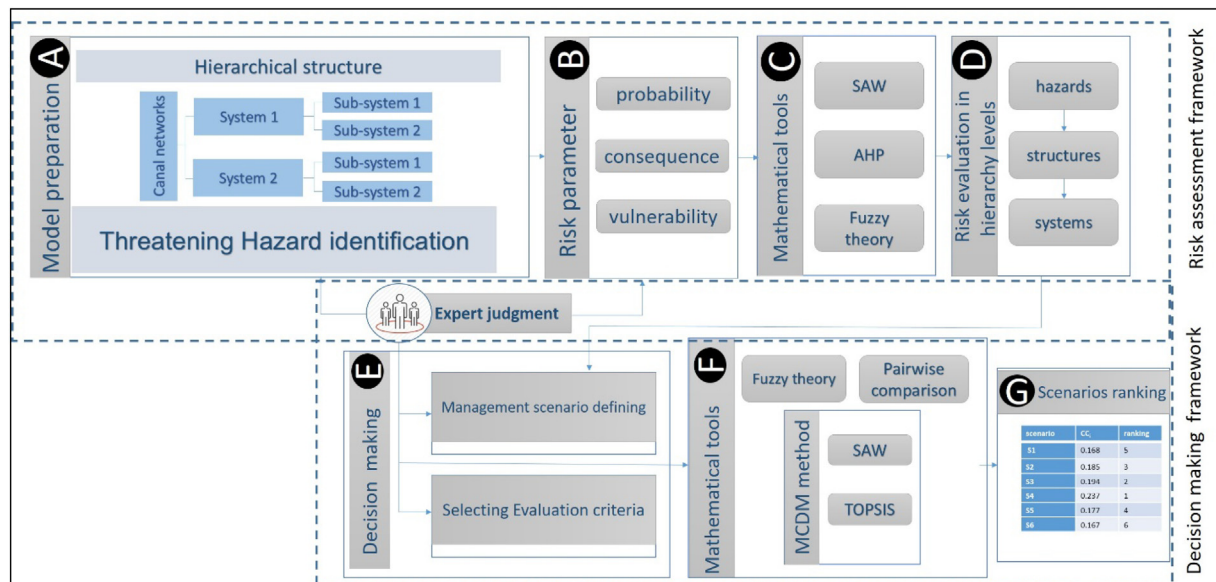 A
Model preparation
Hierarchical structure
Canal networks
System 1
Sub-system 1
Sub-system 2
System 2
Sub-system 1
Sub-system 2
Threatening Hazard identification
B
Risk parameter
probability
consequence
vulnerability
C
Mathematical tools
SAW
AHP
Fuzzy
theory
D
Risk evaluation in
hierarchy levels
hazards
structures
systems
Risk assessment framework
Expert judgment
E
Decision making
Management scenario defining
Selecting Evaluation criteria
F
Mathematical tools
Fuzzy theory
Pairwise
comparison
MCDM method
SAW
TOPSIS
G
Scenarios ranking
scenario CCi ranking
S1 0.168 5
S2 0.185 3
S3 0.194 2
S4 0.237 1
S5 0.177 4
S6 0.167 6
Decision making framework